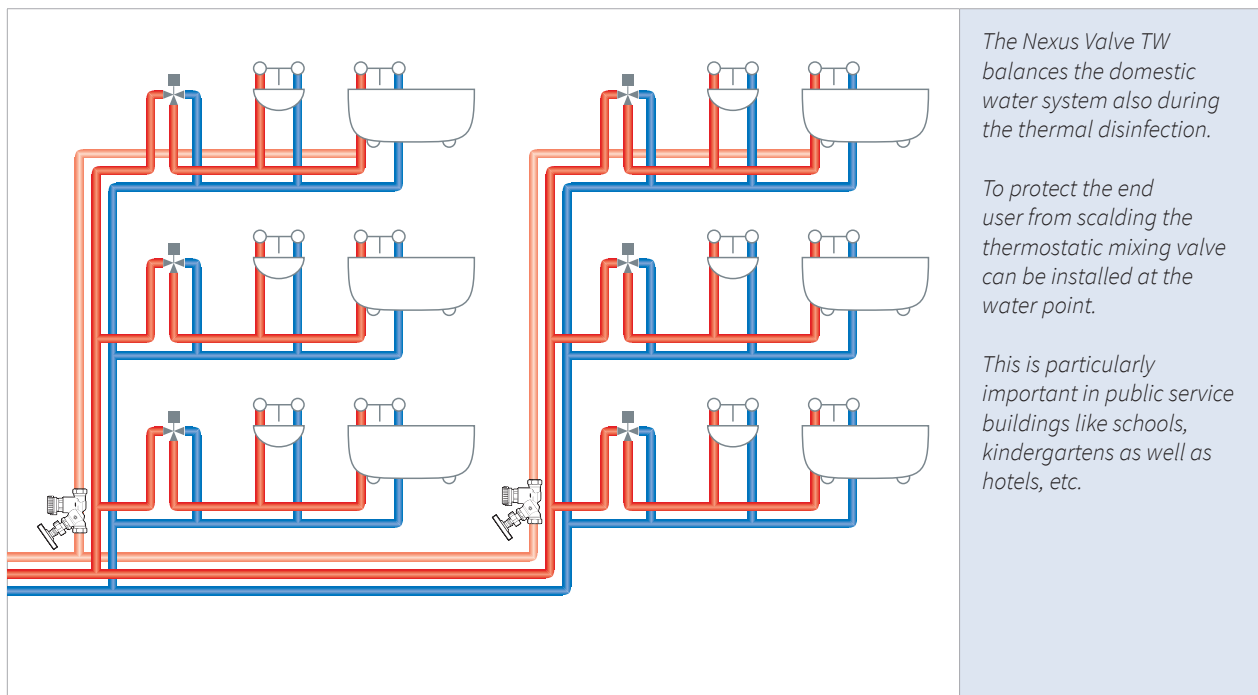 The Nexus Valve TW
balances the domestic
water system also during
the thermal disinfection.
To protect the end
user from scalding the
thermostatic mixing valve
can be installed at the
water point.
This is particularly
important in public service
buildings like schools,
kindergartens as well as
hotels, etc.